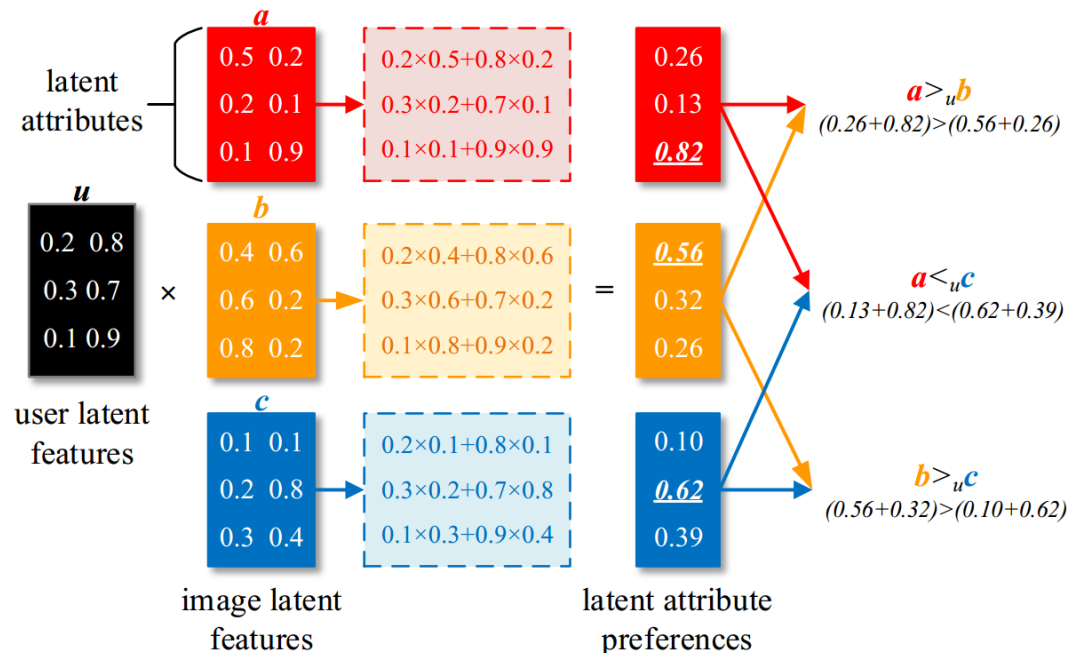 a
latent
attributes
0.5 0.2
0.2 0.1
0.1 0.9
0.2×0.5+0.8×0.2
0.3×0.2+0.7×0.1
0.1×0.1+0.9×0.9
0.26
0.13
0.82
a>ub
(0.26+0.82)>(0.56+0.26)
u
0.2 0.8
0.3 0.7
0.1 0.9
user latent
features
×
b
0.4 0.6
0.6 0.2
0.8 0.2
0.2×0.4+0.8×0.6
0.3×0.6+0.7×0.2
0.1×0.8+0.9×0.2
=
0.56
0.32
0.26
a<uc
(0.13+0.82)<(0.62+0.39)
c
0.1 0.1
0.2 0.8
0.3 0.4
0.2×0.1+0.8×0.1
0.3×0.2+0.7×0.8
0.1×0.3+0.9×0.4
0.10
0.62
0.39
b>uc
(0.56+0.32)>(0.10+0.62)
image latent
features
latent attribute
preferences